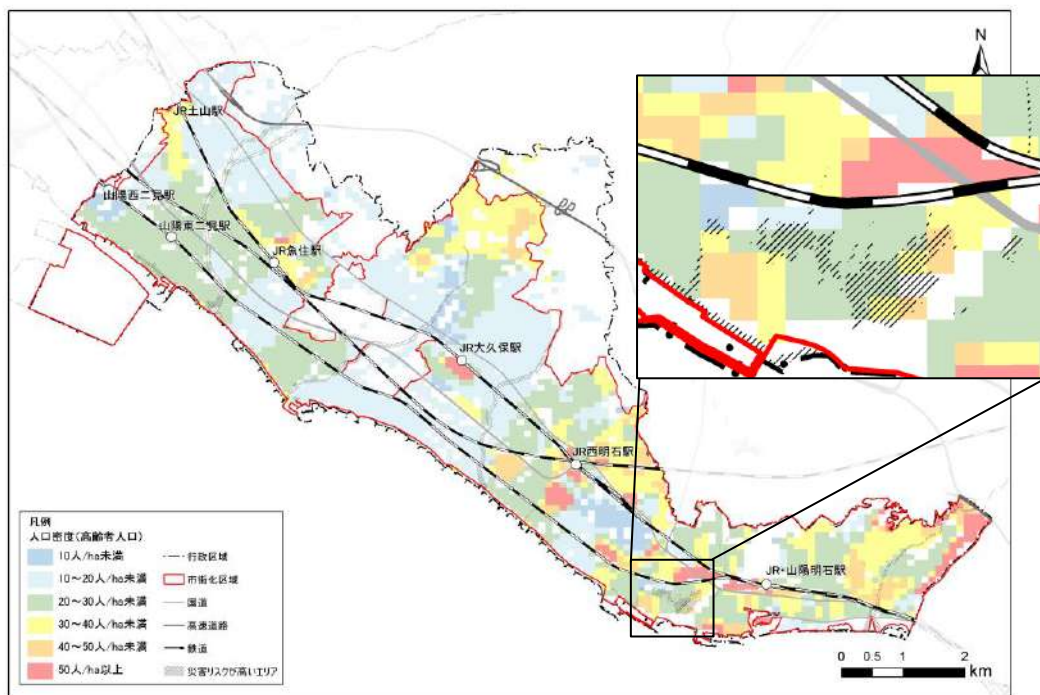 N
JR土山駅
山陽西二見駅
山陽東二見駅
JR魚住駅
JR大久保駅
JR西明石駅
JR・山陽明石駅
凡例
人口密度(高齢者人口)
10人/ha未満
10～20人/ha未満
20～30人/ha未満
30～40人/ha未満
40～50人/ha未満
50人/ha以上
行政区域
市街化区域
国道
高速道路
鉄道
災害リスクが高いエリア
0 0.5 1 2
km